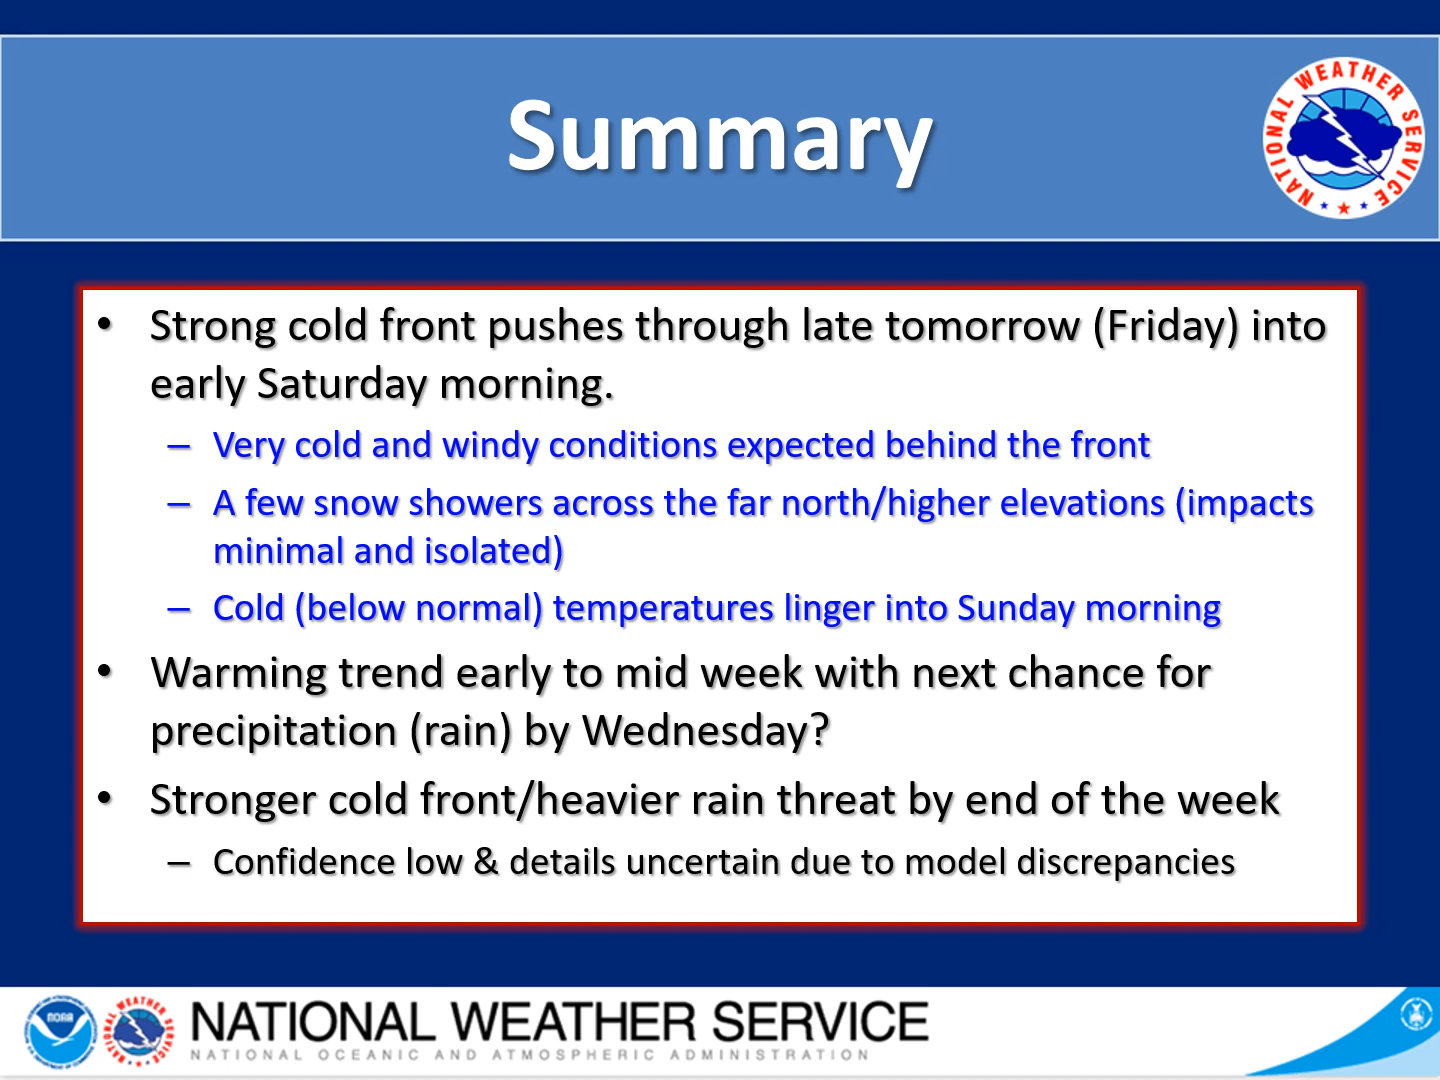 Summary
NATIONAL WEATHER SERVICE
• Strong cold front pushes through late tomorrow (Friday) into
early Saturday morning.
– Very cold and windy conditions expected behind the front
– A few snow showers across the far north/higher elevations (impacts
minimal and isolated)
– Cold (below normal) temperatures linger into Sunday morning
• Warming trend early to mid week with next chance for
precipitation (rain) by Wednesday?
• Stronger cold front/heavier rain threat by end of the week
– Confidence low & details uncertain due to model discrepancies
NOAA
NATIONAL WEATHER SERVICE
NATIONAL OCEANIC AND ATMOSPHERIC ADMINISTRATION